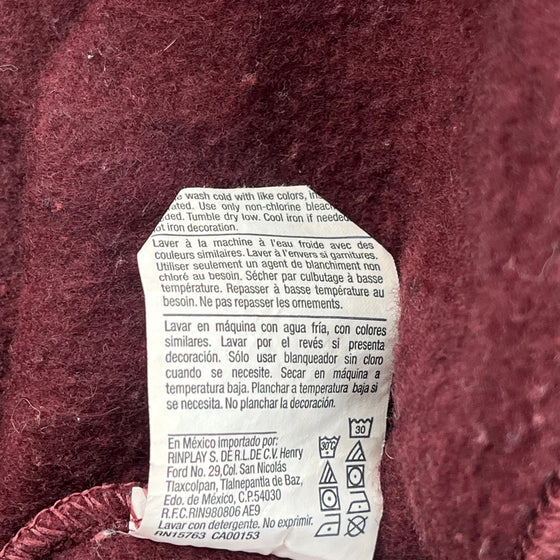 wash cold with like colors,
Use only non-chlorine bleach
Tumble dry low. Cool iron if needed
iron decoration.
Laver à la machine à l'eau froide avec des
couleurs similaires. Laver à l'envers si garnitures.
Utiliser seulement un agent de blanchiment non
chloré au besoin. Sécher par culbutage à basse
température. Repasser à basse température au
besoin. Ne pas repasser les ornements.
Lavar en máquina con agua fría, con colores
similares. Lavar por el revés si presenta
decoración. Sólo usar blanqueador sin cloro
cuando se necesite. Secar en máquina a
temperatura baja. Planchar a temperatura baja si
se necesita. No planchar la decoración.
En México importado por:
RINPLAY S. DE R.L.DE C.V. Henry
Ford No. 29, Col. San Nicolás
Tlaxcolpan, Tlalnepantla de Baz,
Edo. de México, C.P. 54030
R.F.C.RIN980806 AE9
Lavar con detergente. No exprimir.
RN15763 CA00153
30°C
30